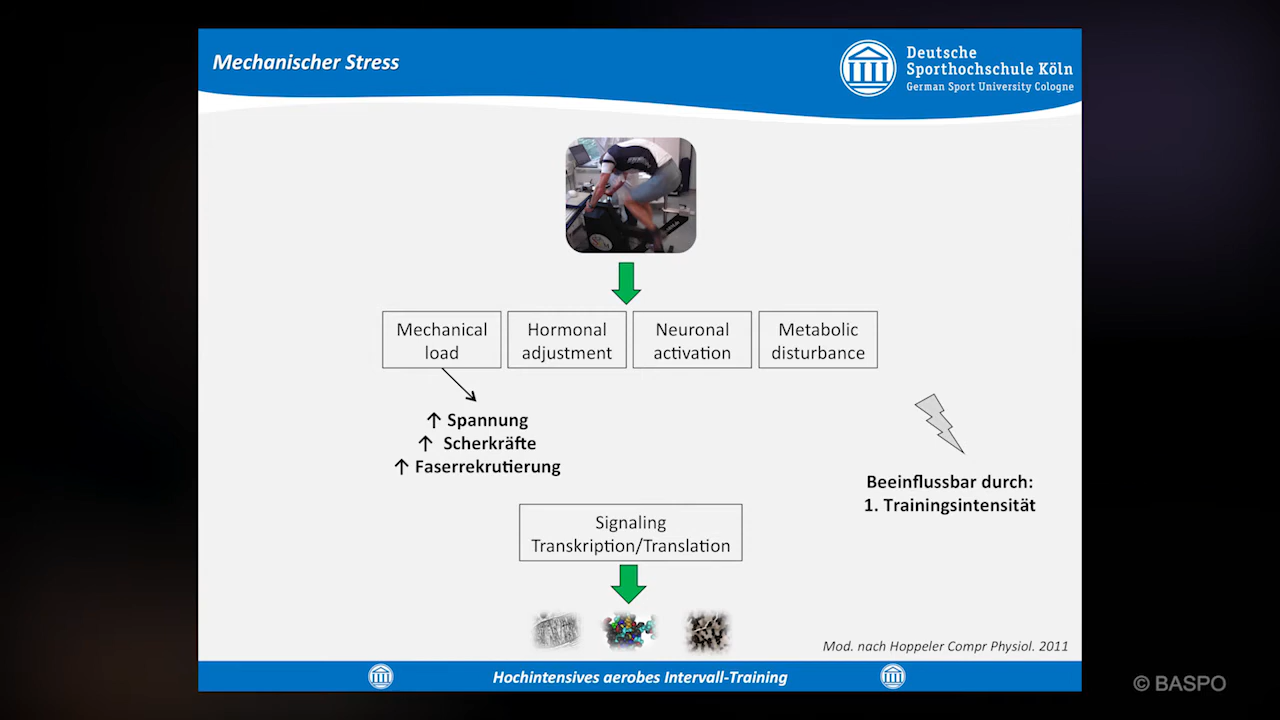 Mechanischer Stress
Deutsche
Sporthochschule Köln
German Sport University Cologne
Mechanical
load
Hormonal
adjustment
Neuronal
activation
Metabolic
disturbance
↑ Spannung
↑ Scherkräfte
↑ Faserrekrutierung
Beeinflussbar durch:
1. Trainingsintensität
Signaling
Transkription/Translation
Mod. nach Hoppeler Compr Physiol. 2011
Hochintensives aerobes Intervall-Training
© BASPO